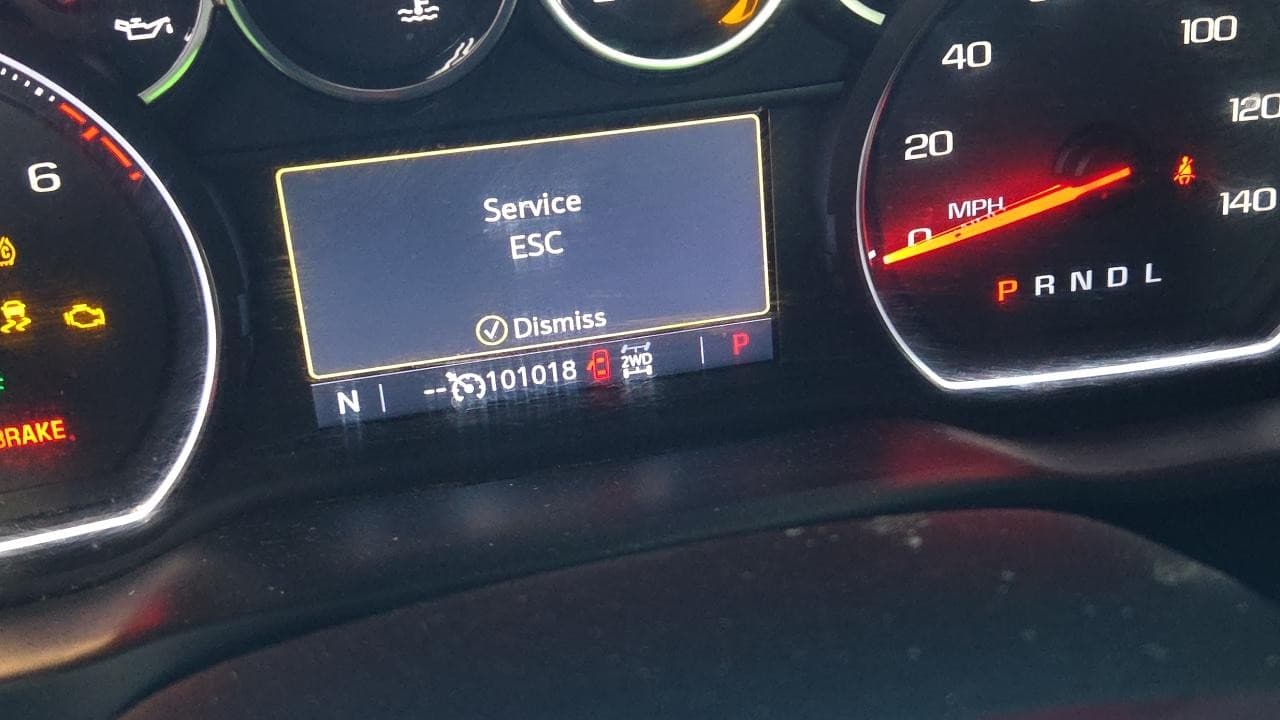 40
100
20
120
6
Service
ESC
MPH
140
0
P R N D L
Dismiss
N
--
101018
2WD
P
BRAKE